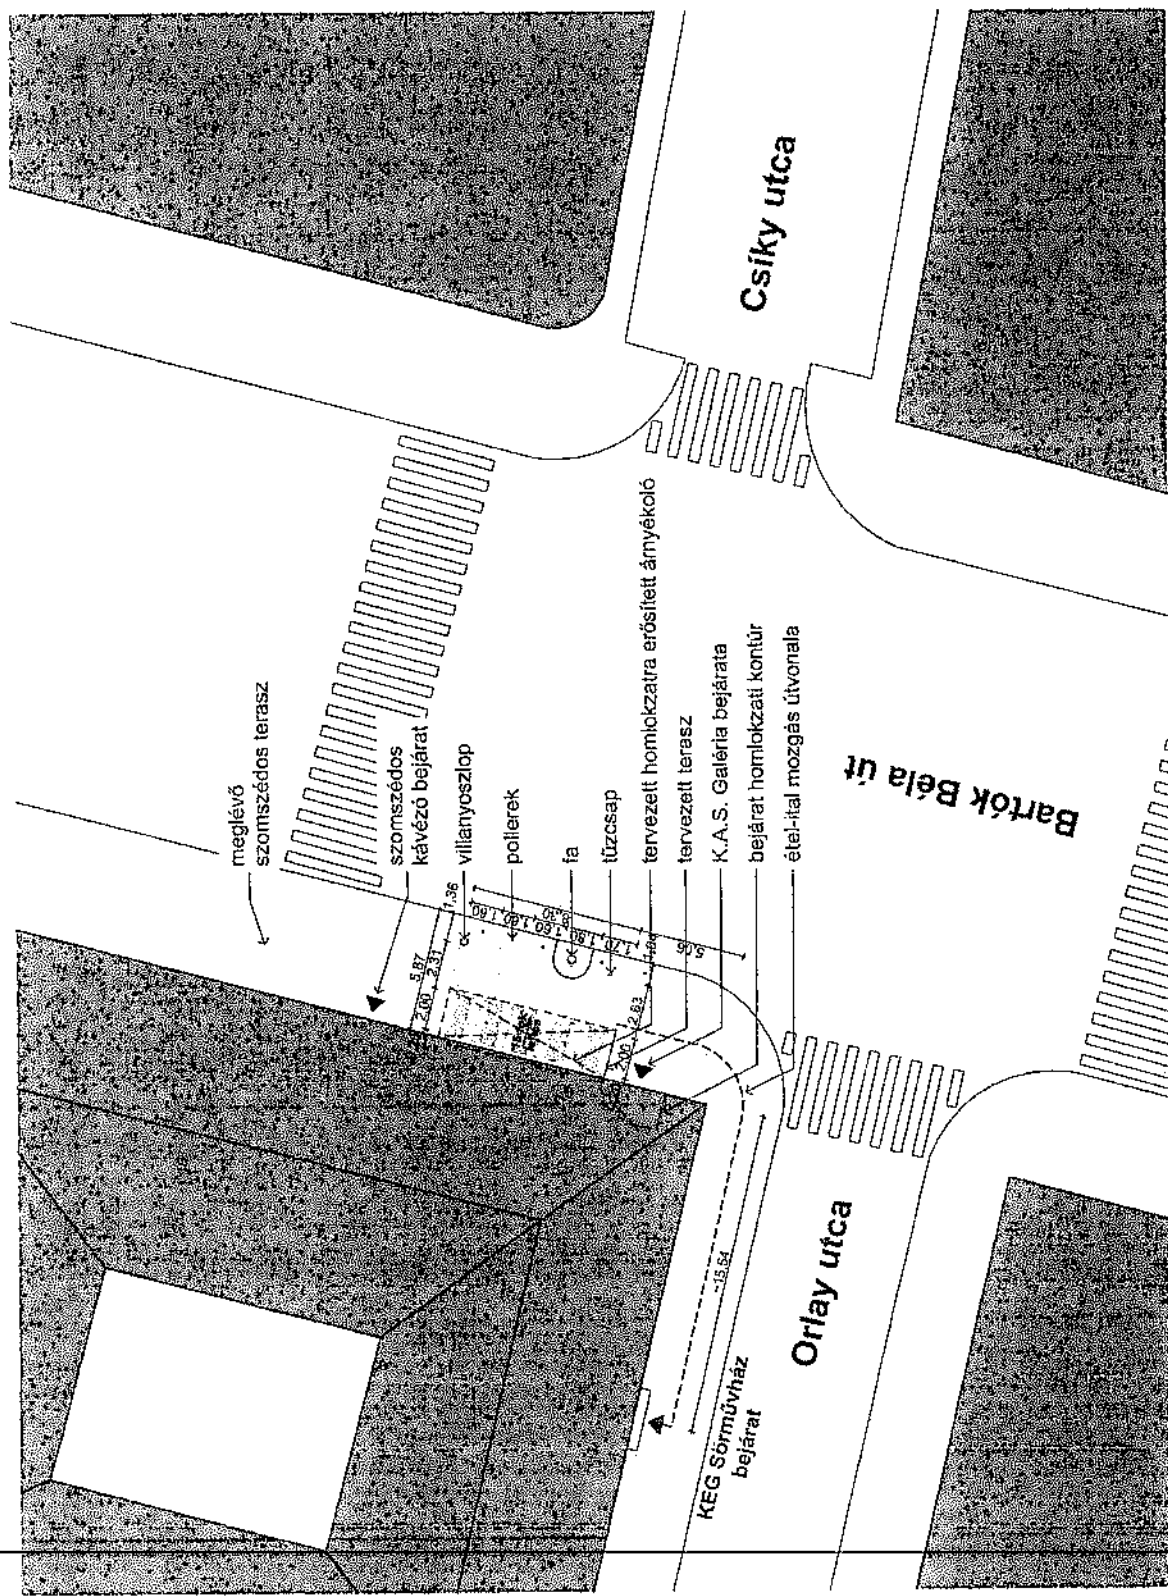 meglévő
szomszédos terasz
szomszédos
kávézó bejárat
villanyoszlop
pollerek
fa
tűzcsap
tervezett homlokzatra erősített árnyékoló
tervezett terasz
K.A.S. Galéria bejárata
bejárat homlokzati kontúr
étel-ital mozgás útvonala
Csíky utca
Bartók Béla út
Orlay utca
KEG Sörművház
bejárat
1,36
5,87
2,31
2,00
1,60
1,60
1,60
1,80
1,70
8,30
5,06
2,63
2,00
~15,54